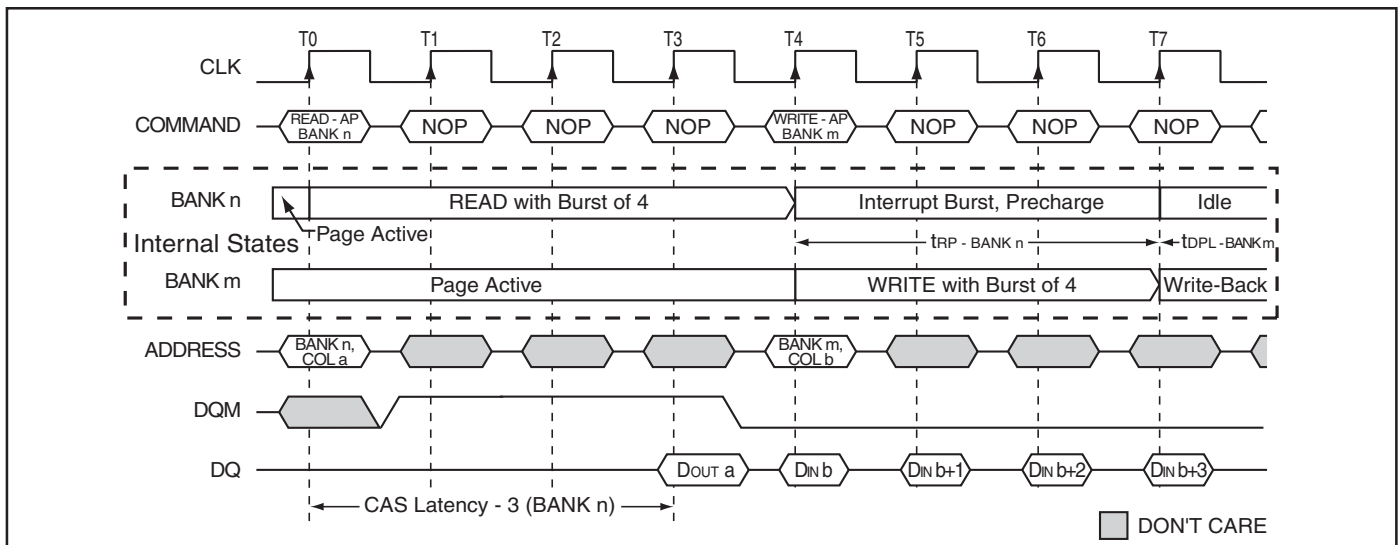 T0 T1 T2 T3 T4 T5 T6 T7
CLK
COMMAND READ - AP BANK n NOP NOP NOP WRITE - AP BANK m NOP NOP NOP
BANK n READ with Burst of 4 Interrupt Burst, Precharge Idle
Internal States Page Active tRP - BANK n tDPL - BANK m
BANK m Page Active WRITE with Burst of 4 Write-Back
ADDRESS BANK n, COL a BANK m, COL b
DQM
DQ DOUT a DIN b DIN b+1 DIN b+2 DIN b+3
CAS Latency - 3 (BANK n)
DON'T CARE